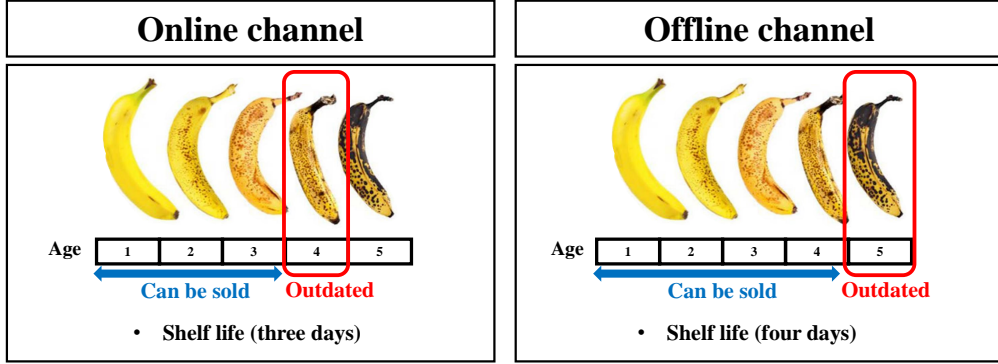 Online channel
Age 1 2 3 4 5
Can be sold Outdated
• Shelf life (three days)
Offline channel
Age 1 2 3 4 5
Can be sold Outdated
• Shelf life (four days)